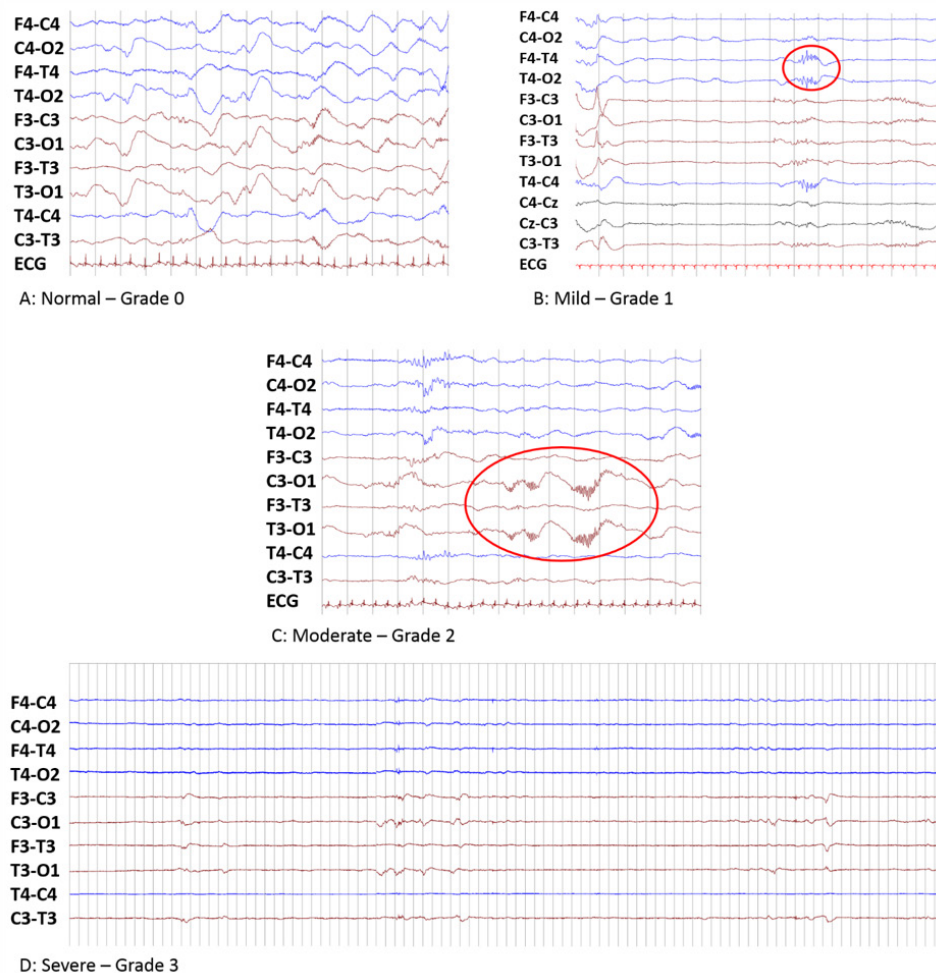 F4-C4
C4-O2
F4-T4
T4-O2
F3-C3
C3-O1
F3-T3
T3-O1
T4-C4
C3-T3
ECG
A: Normal – Grade 0
F4-C4
C4-O2
F4-T4
T4-O2
F3-C3
C3-O1
F3-T3
T3-O1
T4-C4
C4-Cz
Cz-C3
C3-T3
ECG
B: Mild – Grade 1
F4-C4
C4-O2
F4-T4
T4-O2
F3-C3
C3-O1
F3-T3
T3-O1
T4-C4
C3-T3
ECG
C: Moderate – Grade 2
F4-C4
C4-O2
F4-T4
T4-O2
F3-C3
C3-O1
F3-T3
T3-O1
T4-C4
C3-T3
D: Severe – Grade 3